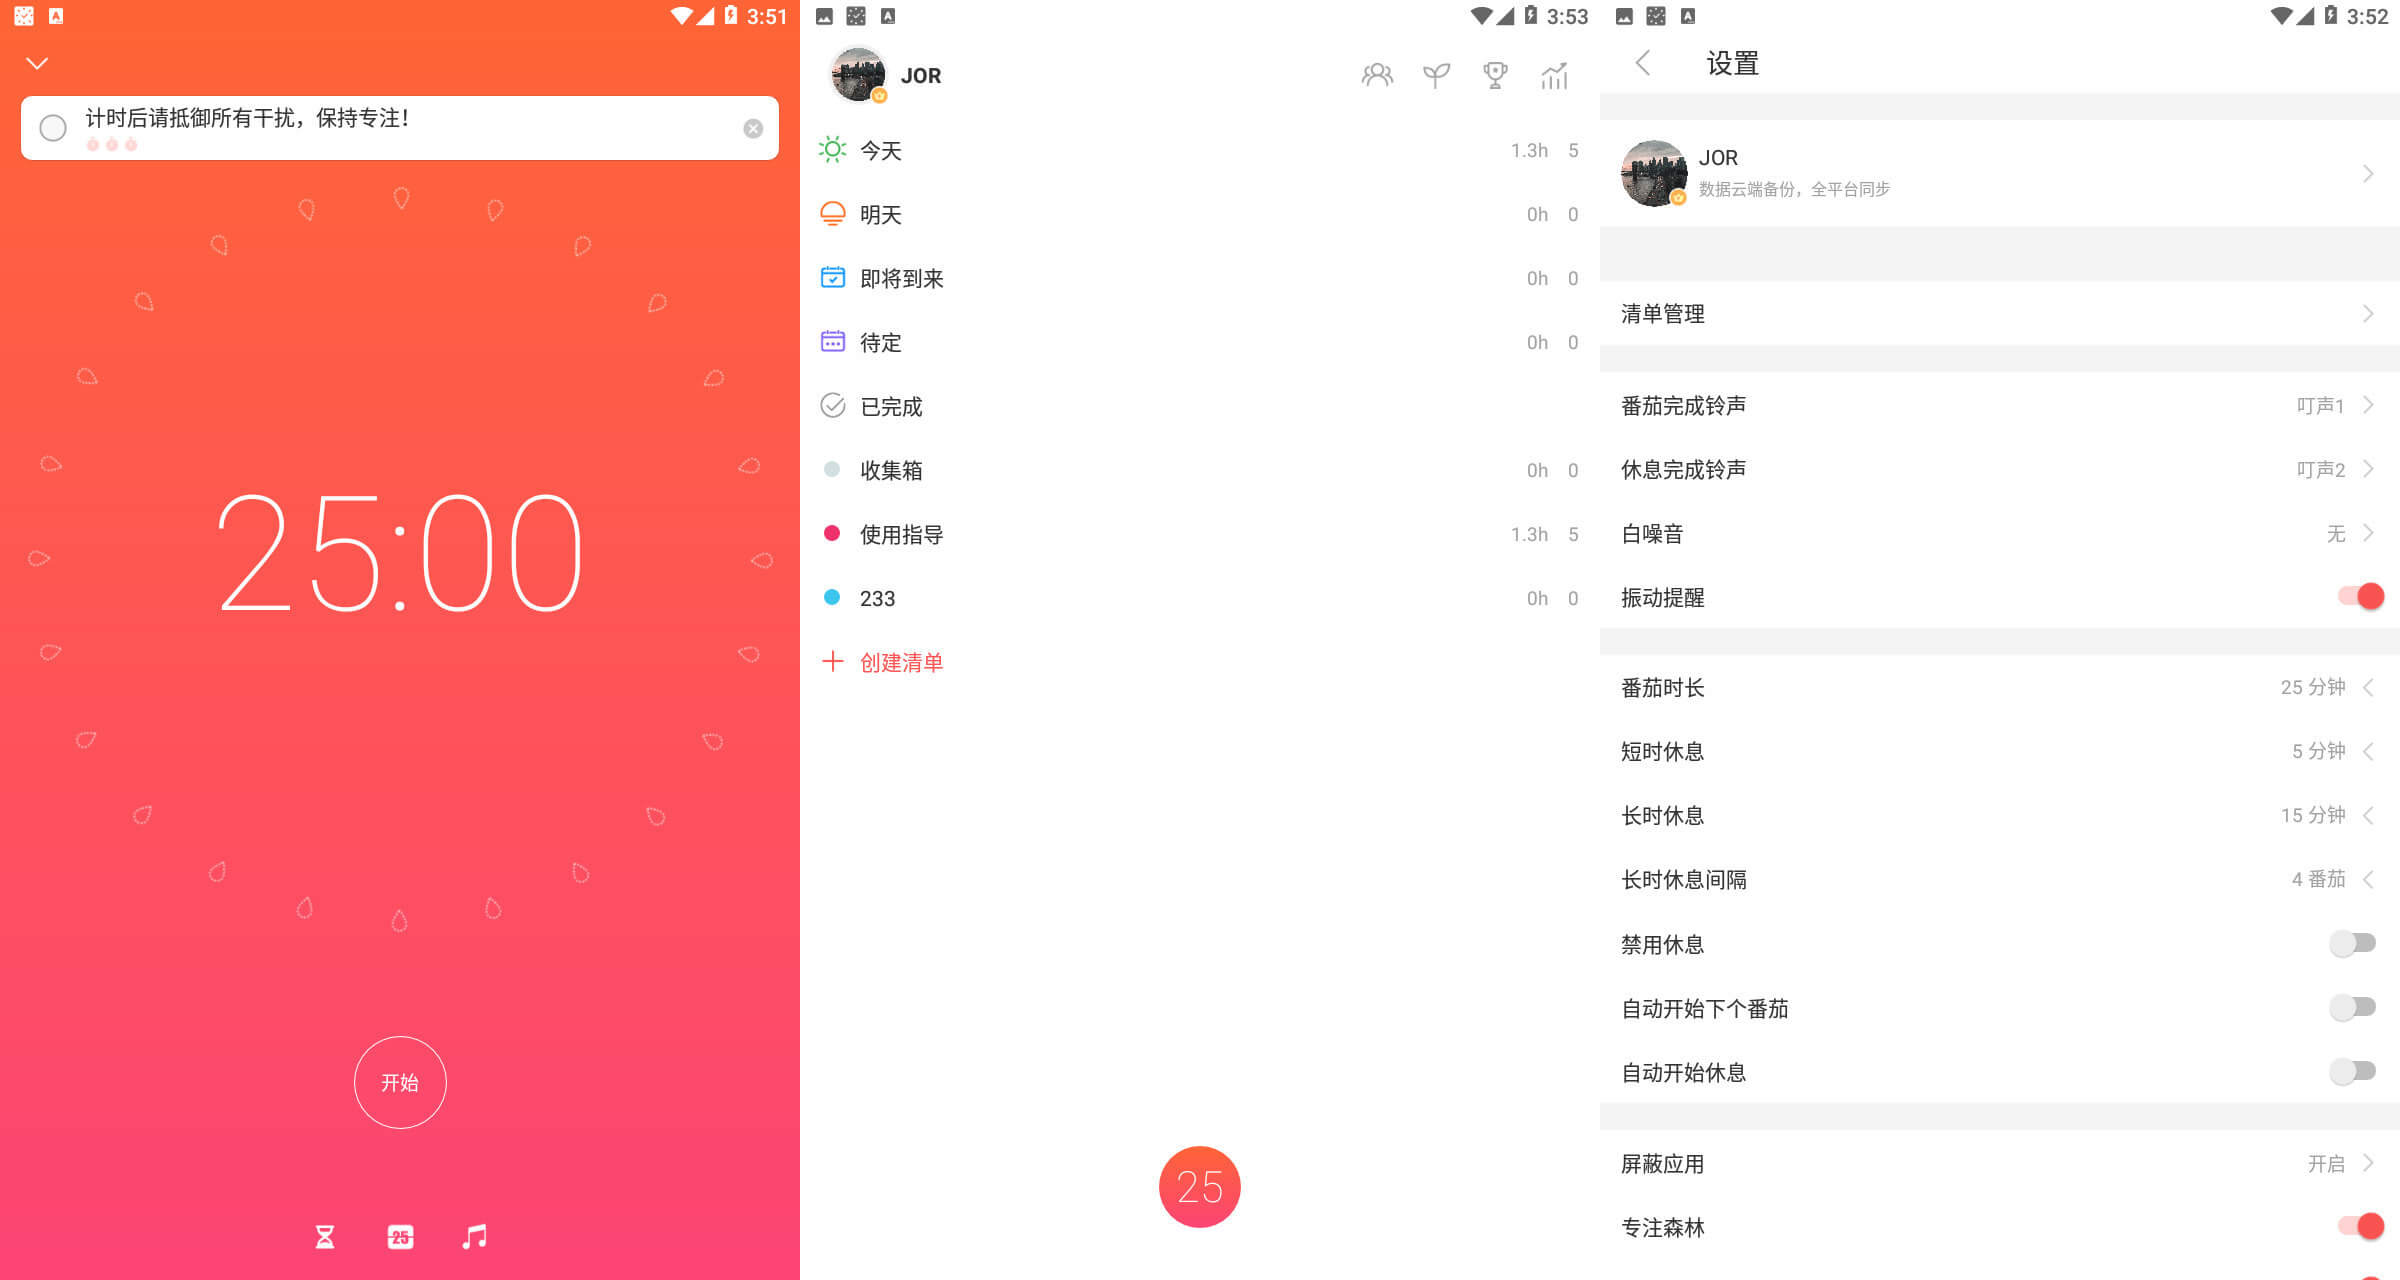 3:51
计时后请抵御所有干扰，保持专注！
25:00
开始
25
3:53
JOR
今天 1.3h 5
明天 0h 0
即将到来 0h 0
待定 0h 0
已完成
收集箱 0h 0
使用指导 1.3h 5
233 0h 0
创建清单
25
3:52
设置
JOR
数据云端备份，全平台同步
清单管理
番茄完成铃声 叮声1
休息完成铃声 叮声2
白噪音 无
振动提醒
番茄时长 25 分钟
短时休息 5 分钟
长时休息 15 分钟
长时休息间隔 4 番茄
禁用休息
自动开始下个番茄
自动开始休息
屏蔽应用 开启
专注森林